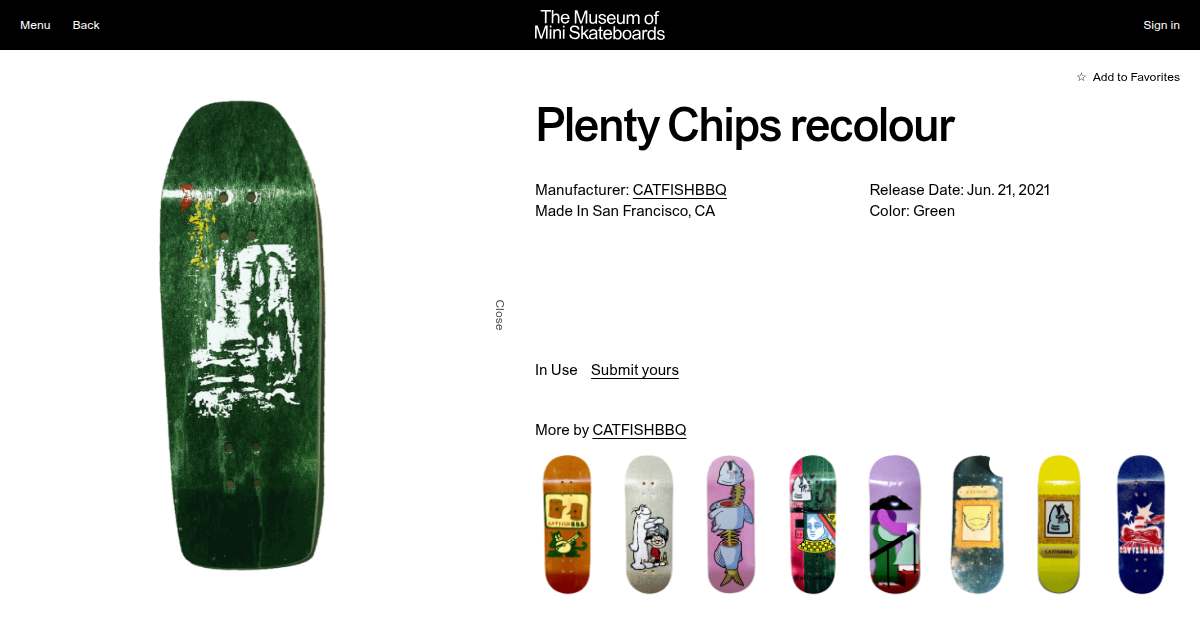 Menu
Back
The Museum of
Mini Skateboards
Sign in
☆ Add to Favorites
Plenty Chips recolour
Manufacturer: CATFISHBBQ
Made In San Francisco, CA
Release Date: Jun. 21, 2021
Color: Green
Close
In Use Submit yours
More by CATFISHBBQ
CATFISHBBQ